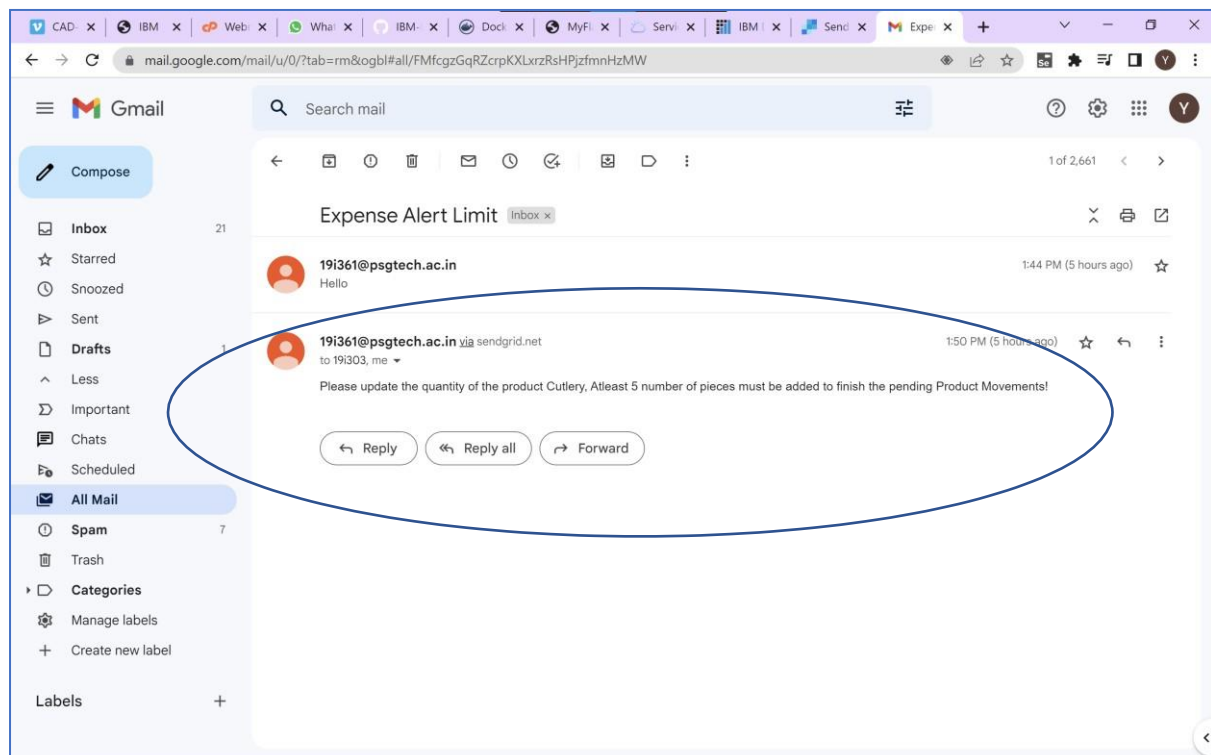 CAD-
IBM
Webr
What
IBM-
Dock
MyFl
Servi
IBM
Send
Expe
mail.google.com/mail/u/0/?tab=rm&ogbl#all/FMfcgzGqRZcrpKXLxrzRsHPjzfmnHzMW
Se
Y
Gmail
Search mail
Y
Compose
1 of 2,661
Expense Alert Limit Inbox ×
Inbox 21
Starred
Snoozed
Sent
Drafts 1
Less
Important
Chats
Scheduled
All Mail
Spam 7
Trash
Categories
Manage labels
Create new label
Labels
19i361@psgtech.ac.in 1:44 PM (5 hours ago)
Hello
19i361@psgtech.ac.in via sendgrid.net 1:50 PM (5 hours ago)
to 19i303, me
Please update the quantity of the product Cutlery, Atleast 5 number of pieces must be added to finish the pending Product Movements!
Reply
Reply all
Forward